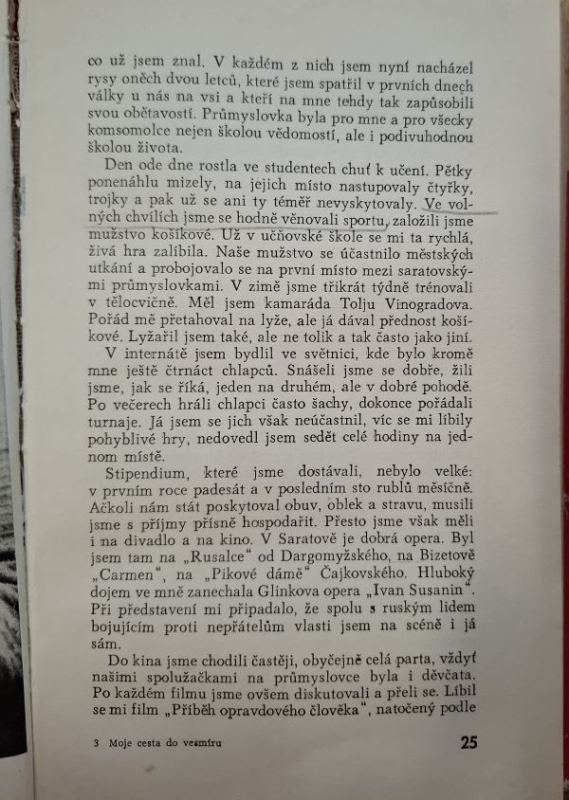 co už jsem znal. V každém z nich jsem nyní nacházel
rysy oněch dvou letců, které jsem spatřil v prvních dnech
války u nás na vsi a kteří na mne tehdy tak zapůsobili
svou obětavostí. Průmyslovka byla pro mne a pro všecky
komsomolce nejen školou vědomostí, ale i podivuhodnou
školou života.
Den ode dne rostla ve studentech chuť k učení. Pětky
ponenáhlu mizely, na jejich místo nastupovaly čtyřky,
trojky a pak už se ani ty téměř nevyskytovaly. Ve vol-
ných chvílích jsme se hodně věnovali sportu, založili jsme
mužstvo košíkové. Už v učňovské škole se mi ta rychlá,
živá hra zalíbila. Naše mužstvo se účastnilo městských
utkání a probojovalo se na první místo mezi saratovský-
mi průmyslovkami. V zimě jsme třikrát týdně trénovali
v tělocvičně. Měl jsem kamaráda Tolju Vinogradova.
Pořád mě přetahoval na lyže, ale já dával přednost koší-
kové. Lyžařil jsem také, ale ne tolik a tak často jako jiní.
V internátě jsem bydlil ve světnici, kde bylo kromě
mne ještě čtrnáct chlapců. Snášeli jsme se dobře, žili
jsme, jak se říká, jeden na druhém, ale v dobré pohodě.
Po večerech hráli chlapci často šachy, dokonce pořádali
turnaje. Já jsem se jich však neúčastnil, víc se mi líbily
pohyblivé hry, nedovedl jsem sedět celé hodiny na jed-
nom místě.
Stipendium, které jsme dostávali, nebylo velké:
v prvním roce padesát a v posledním sto rublů měsíčně.
Ačkoli nám stát poskytoval obuv, oblek a stravu, musili
jsme s příjmy přísně hospodařit. Přesto jsme však měli
i na divadlo a na kino. V Saratově je dobrá opera. Byl
jsem tam na „Rusalce" od Dargomyžského, na Bizetově
„Carmen", na „Pikové dámě" Čajkovského. Hluboký
dojem ve mně zanechala Glinkova opera „Ivan Susanin".
Při představení mi připadalo, že spolu s ruským lidem
bojujícím proti nepřátelům vlasti jsem na scéně i já
sám.
Do kina jsme chodili častěji, obyčejně celá parta, vždyť
našimi spolužačkami na průmyslovce byla i děvčata.
Po každém filmu jsme ovšem diskutovali a přeli se. Líbil
se mi film „Příběh opravdového člověka", natočený podle
3 Moje cesta do vesmíru
25